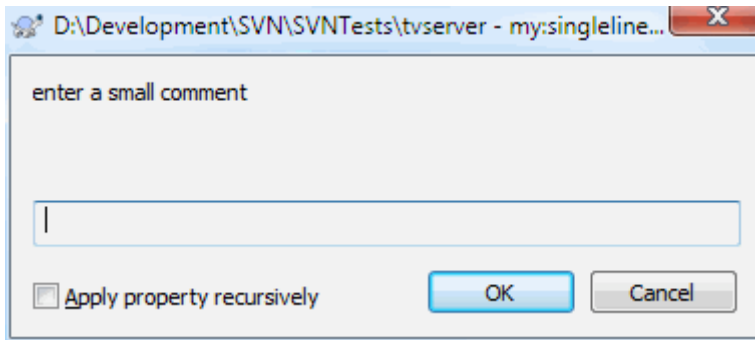 D:\Development\SVN\SVNTests\tvserver - my:singleline...
enter a small comment
Apply property recursively
OK
Cancel